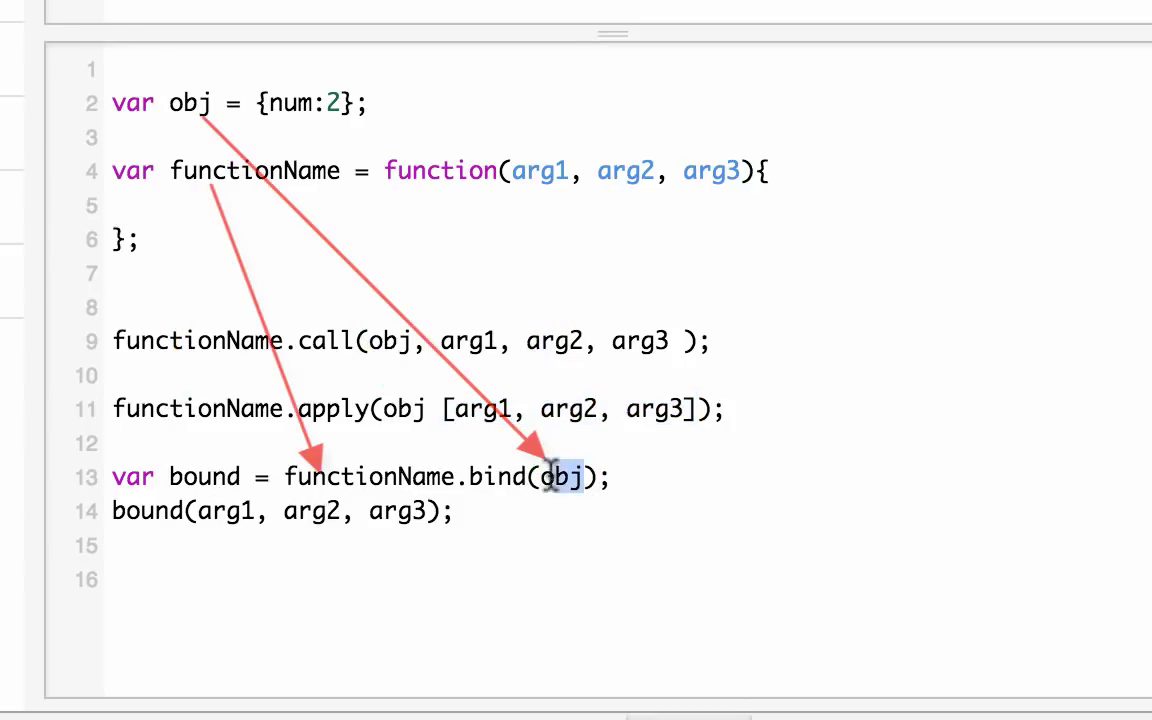 1
2 var obj = {num:2};
3
4 var functionName = function(arg1, arg2, arg3){
5
6 };
7
8
9 functionName.call(obj, arg1, arg2, arg3 );
10
11 functionName.apply(obj [arg1, arg2, arg3]);
12
13 var bound = functionName.bind(obj);
14 bound(arg1, arg2, arg3);
15
16